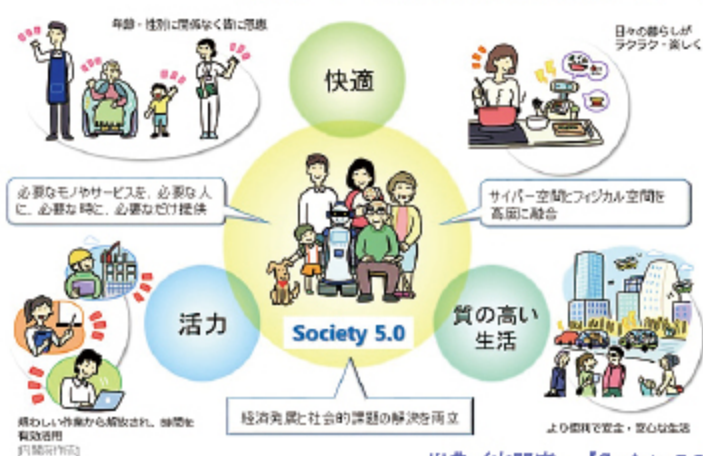 年齢・性別に関係なく皆に恩恵
日々の暮らしが
ラクラク・楽しく
快適
必要なモノやサービスを、必要な人
に、必要な時に、必要なだけ提供
サイバー空間とフィジカル空間を
高度に融合
活力
Society 5.0
質の高い
生活
経済発展と社会的課題の解決を両立
煩わしい作業から解放され、時間を
有効活用
より便利で安全・安心な生活
[内閣府作成]